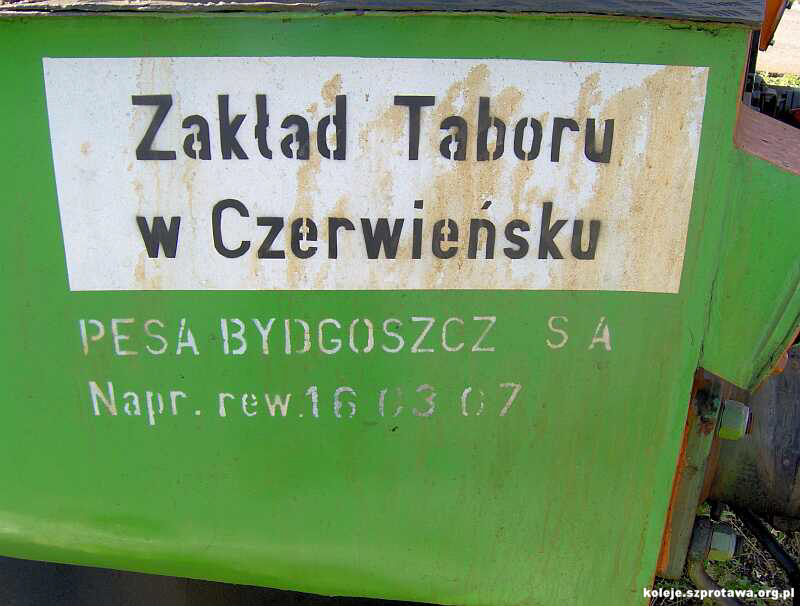 Zakład Taboru
w Czerwieńsku
PESA BYDGOSZCZ S A
Napr. rew. 16 03 07
koleje.szprotawa.org.pl